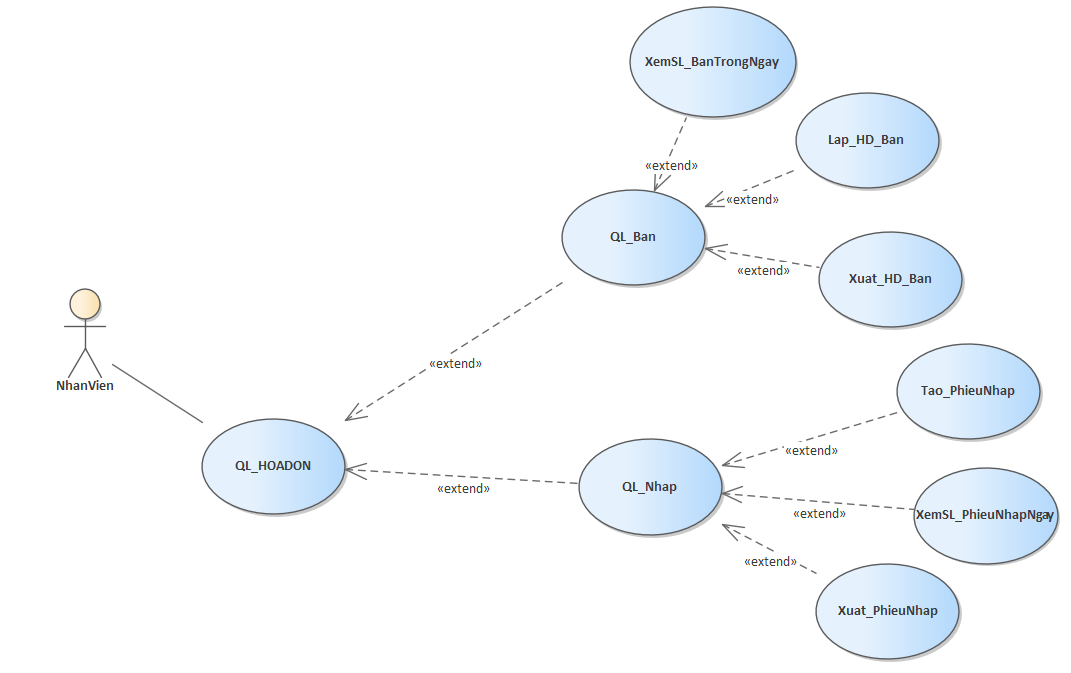 XemSL_BanTrongNgay
Lap_HD_Ban
«extend»
«extend»
QL_Ban
«extend»
Xuat_HD_Ban
«extend»
NhanVien
Tao_PhieuNhap
«extend»
QL_HOADON
«extend»
QL_Nhap
«extend»
XemSL_PhieuNhapNgay
«extend»
Xuat_PhieuNhap